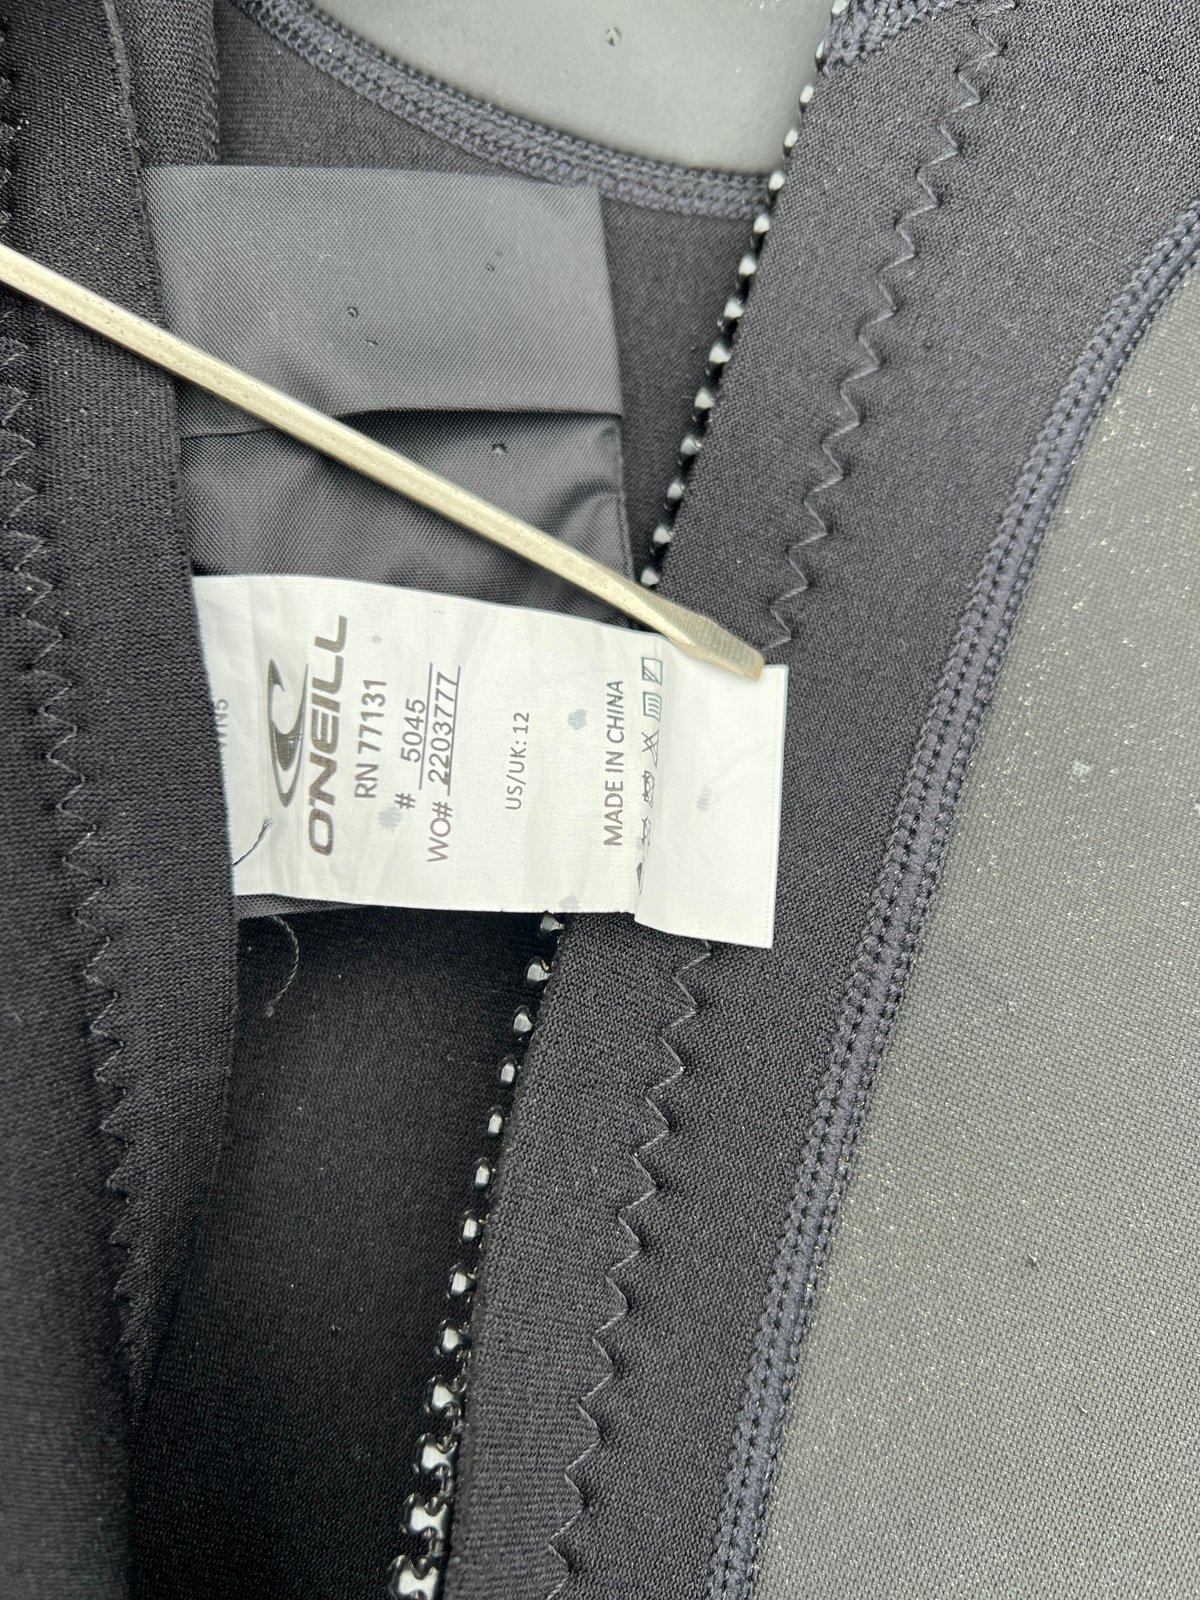 O'NEILL
RN 77131
# 5045
WO# 2203777
US/UK: 12
MADE IN CHINA